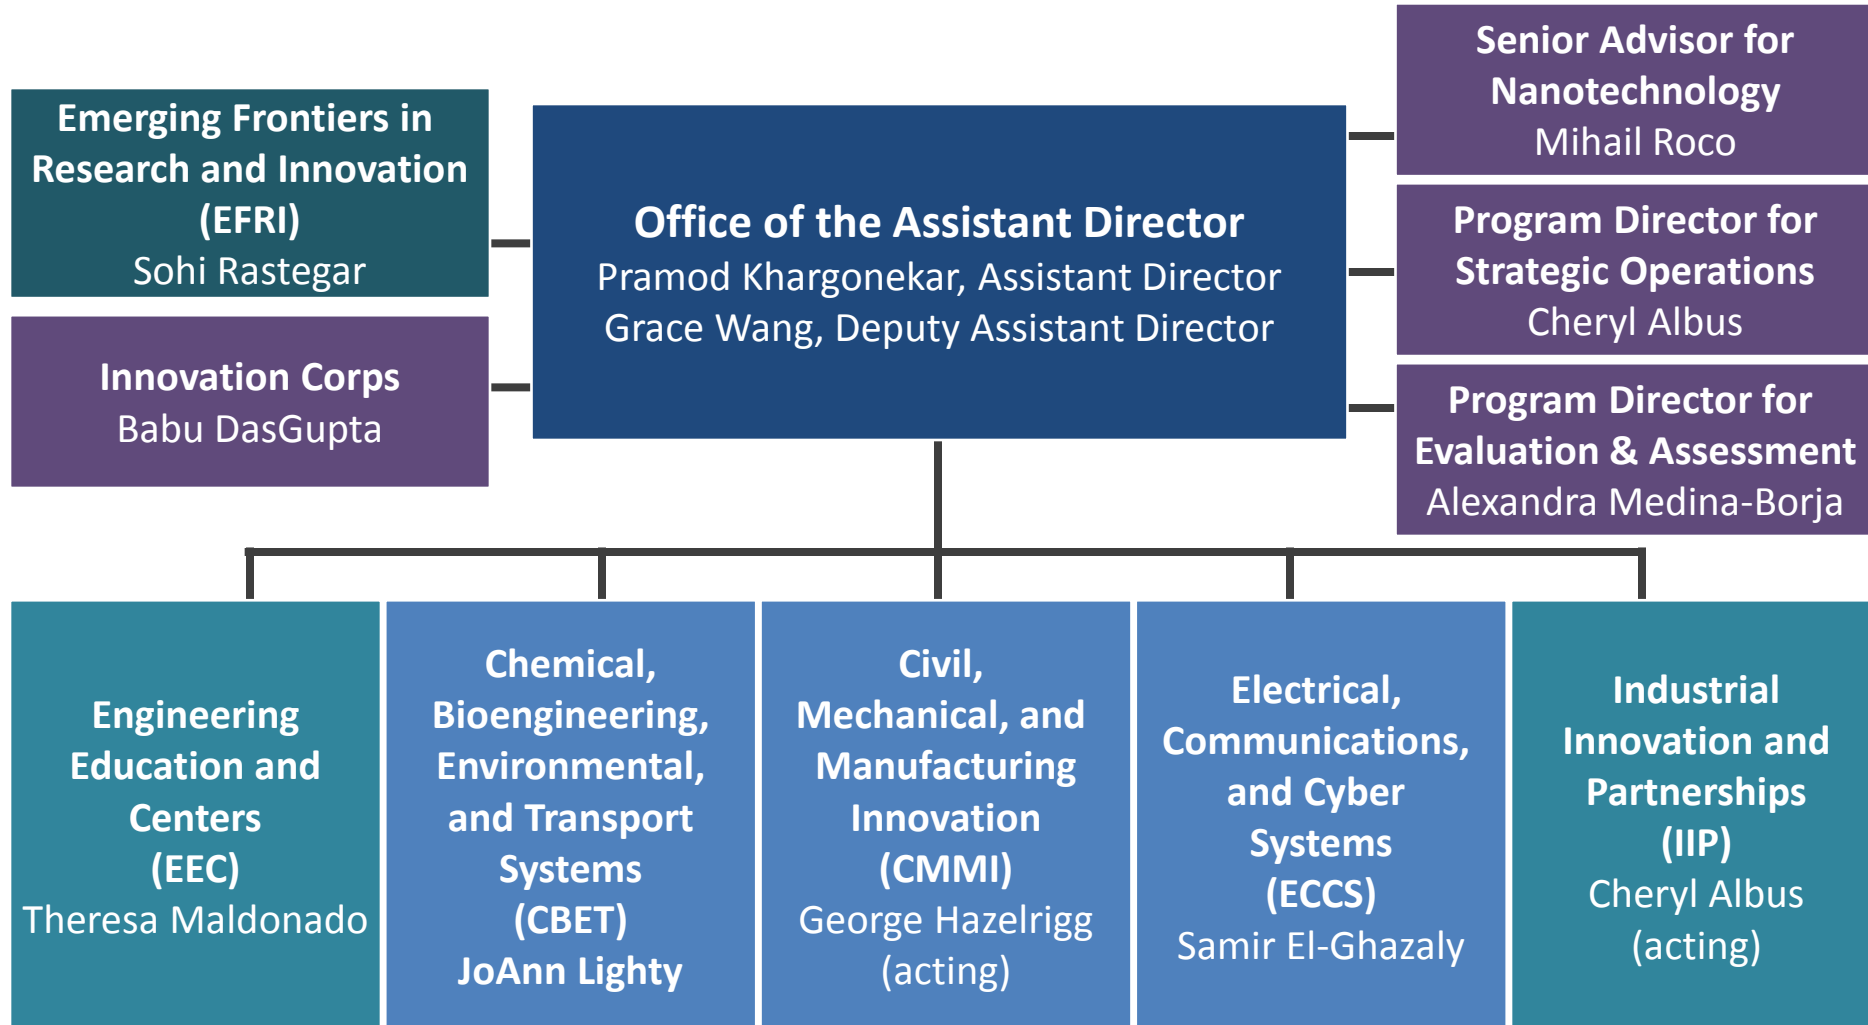 Emerging Frontiers in
Research and Innovation
(EFRI)
Sohi Rastegar
Innovation Corps
Babu DasGupta
Office of the Assistant Director
Pramod Khargonekar, Assistant Director
Grace Wang, Deputy Assistant Director
Senior Advisor for
Nanotechnology
Mihail Roco
Program Director for
Strategic Operations
Cheryl Albus
Program Director for
Evaluation & Assessment
Alexandra Medina-Borja
Engineering
Education and
Centers
(EEC)
Theresa Maldonado
Chemical,
Bioengineering,
Environmental,
and Transport
Systems
(CBET)
JoAnn Lighty
Civil,
Mechanical, and
Manufacturing
Innovation
(CMMI)
George Hazelrigg
(acting)
Electrical,
Communications,
and Cyber
Systems
(ECCS)
Samir El-Ghazaly
Industrial
Innovation and
Partnerships
(IIP)
Cheryl Albus
(acting)